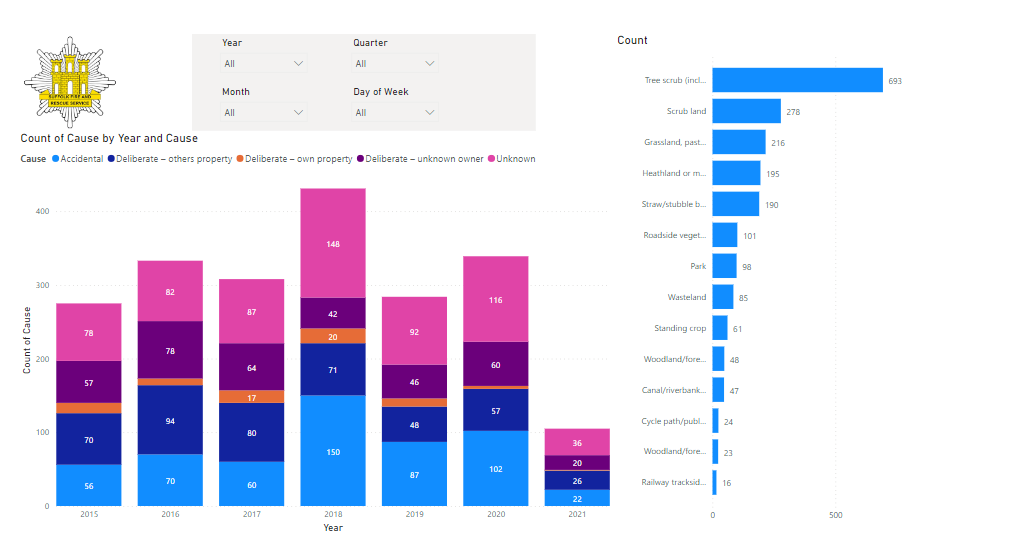 SUFFOLK FIRE AND
RESCUE SERVICE
Year
All
Quarter
All
Month
All
Day of Week
All
Count of Cause by Year and Cause
Cause Accidental Deliberate – others property Deliberate – own property Deliberate – unknown owner Unknown
Count of Cause
400
300
200
100
0
78
57
70
56
82
78
94
70
87
64
17
80
60
148
42
20
71
150
92
46
48
87
116
60
57
102
36
20
26
22
2015 2016 2017 2018 2019 2020 2021
Year
Count
Tree scrub (incl... 693
Scrub land 278
Grassland, past... 216
Heathland or m... 195
Straw/stubble b... 190
Roadside veget... 101
Park 98
Wasteland 85
Standing crop 61
Woodland/fore... 48
Canal/riverbank... 47
Cycle path/publ... 24
Woodland/fore... 23
Railway tracksid... 16
0 500